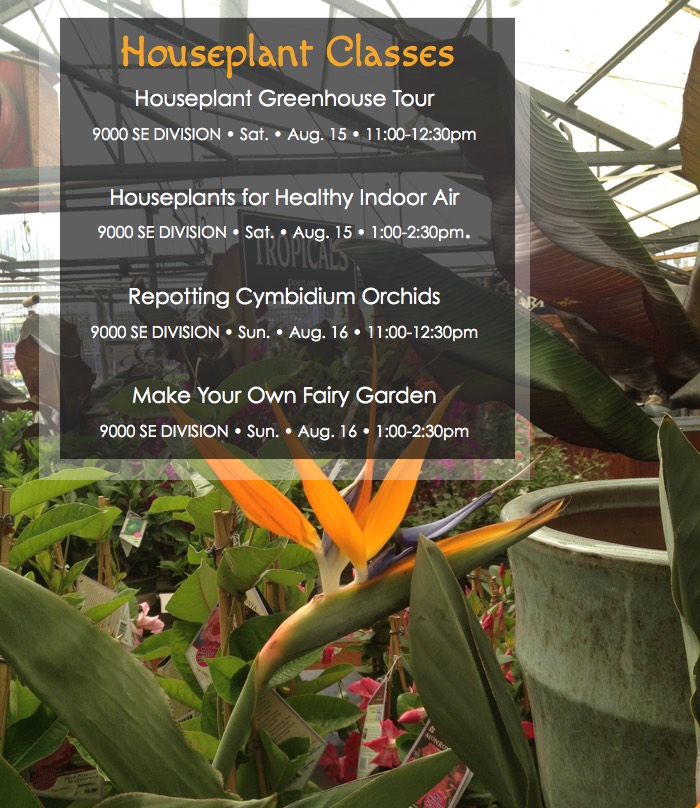 Houseplant Classes
Houseplant Greenhouse Tour
9000 SE DIVISION • Sat. • Aug. 15 • 11:00-12:30pm
Houseplants for Healthy Indoor Air
9000 SE DIVISION • Sat. • Aug. 15 • 1:00-2:30pm.
TROPICALS
Repotting Cymbidium Orchids
9000 SE DIVISION • Sun. • Aug. 16 • 11:00-12:30pm
Make Your Own Fairy Garden
9000 SE DIVISION • Sun. • Aug. 16 • 1:00-2:30pm